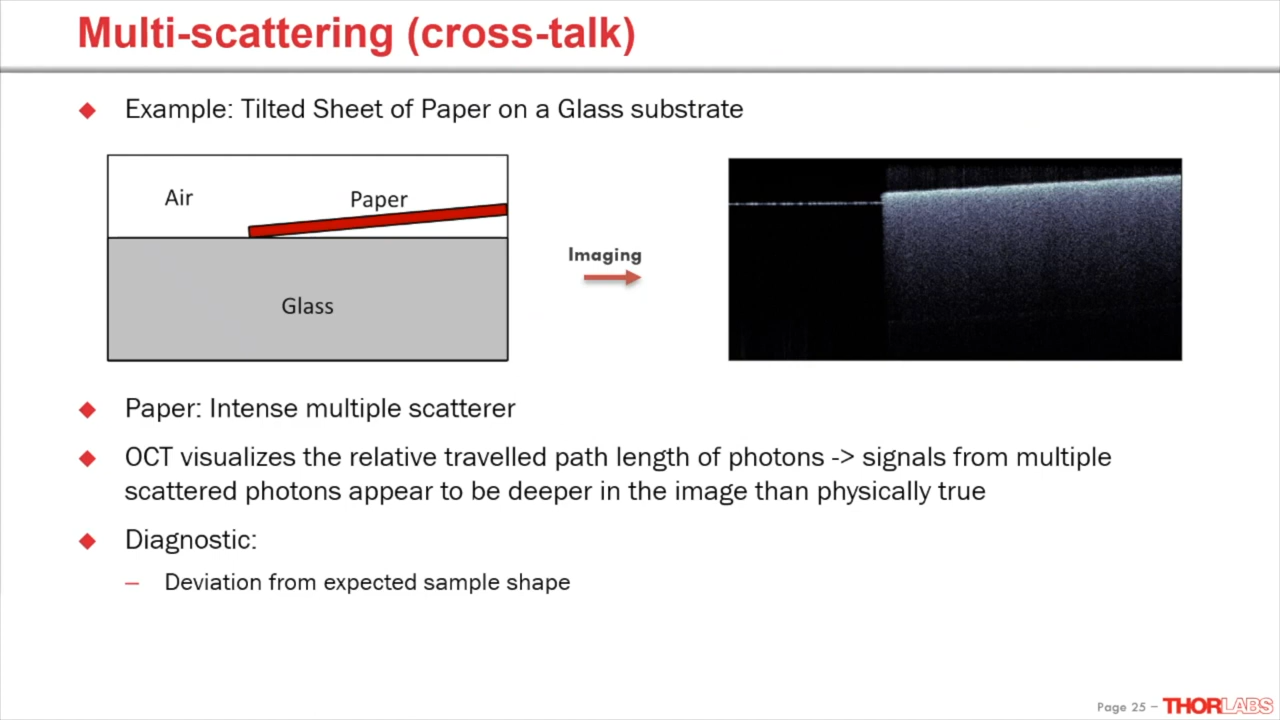 Multi-scattering (cross-talk)
Example: Tilted Sheet of Paper on a Glass substrate
Air
Paper
Glass
Imaging
Paper: Intense multiple scatterer
OCT visualizes the relative travelled path length of photons -> signals from multiple
scattered photons appear to be deeper in the image than physically true
Diagnostic:
– Deviation from expected sample shape
Page 25 – THORLABS